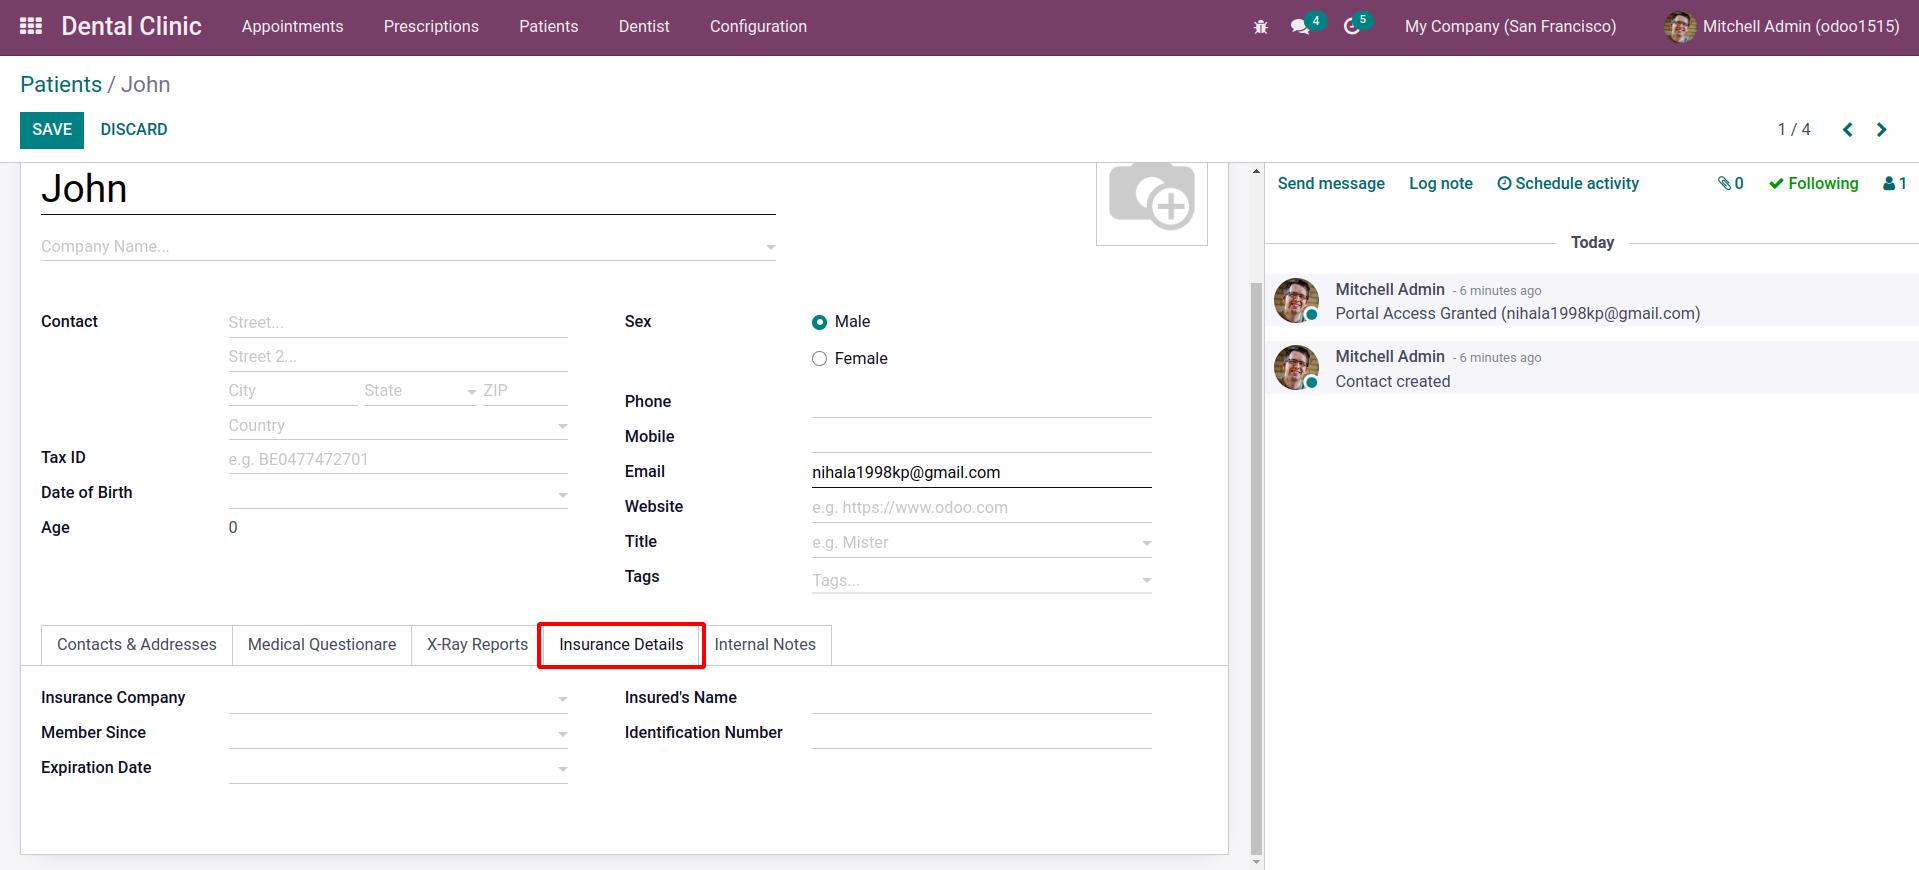 Dental Clinic Appointments Prescriptions Patients Dentist Configuration 4 5 My Company (San Francisco) Mitchell Admin (odoo1515)
Patients / John
SAVE DISCARD 1 / 4
John
Company Name...
Contact
Street...
Street 2...
City State ZIP
Country
Tax ID e.g. BE0477472701
Date of Birth
Age 0
Sex Male
Female
Phone
Mobile
Email nihala1998kp@gmail.com
Website e.g. https://www.odoo.com
Title e.g. Mister
Tags Tags...
Contacts & Addresses Medical Questionare X-Ray Reports Insurance Details Internal Notes
Insurance Company
Member Since
Expiration Date
Insured's Name
Identification Number
Send message Log note Schedule activity 0 Following 1
Today
Mitchell Admin - 6 minutes ago
Portal Access Granted (nihala1998kp@gmail.com)
Mitchell Admin - 6 minutes ago
Contact created